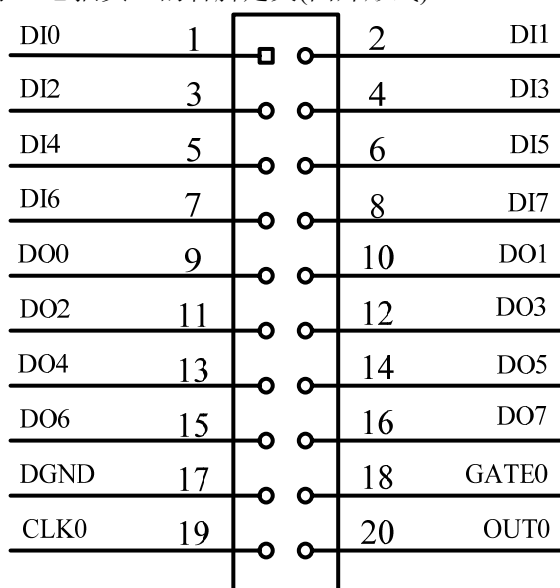 DI0 1 2 DI1
DI2 3 4 DI3
DI4 5 6 DI5
DI6 7 8 DI7
DO0 9 10 DO1
DO2 11 12 DO3
DO4 13 14 DO5
DO6 15 16 DO7
DGND 17 18 GATE0
CLK0 19 20 OUT0